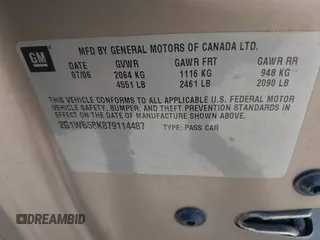 GM
MFD BY GENERAL MOTORS OF CANADA LTD.
DATE GVWR GAWR FRT GAWR RR
07/06 2064 KG 1116 KG 948 KG
4551 LB 2461 LB 2090 LB
THIS VEHICLE CONFORMS TO ALL APPLICABLE U.S. FEDERAL MOTOR
VEHICLE SAFETY, BUMPER, AND THEFT PREVENTION STANDARDS
IN EFFECT ON THE DATE OF MANUFACTURE SHOWN ABOVE.
2G1WB58K879114487 TYPE: PASS CAR
DREAMBID